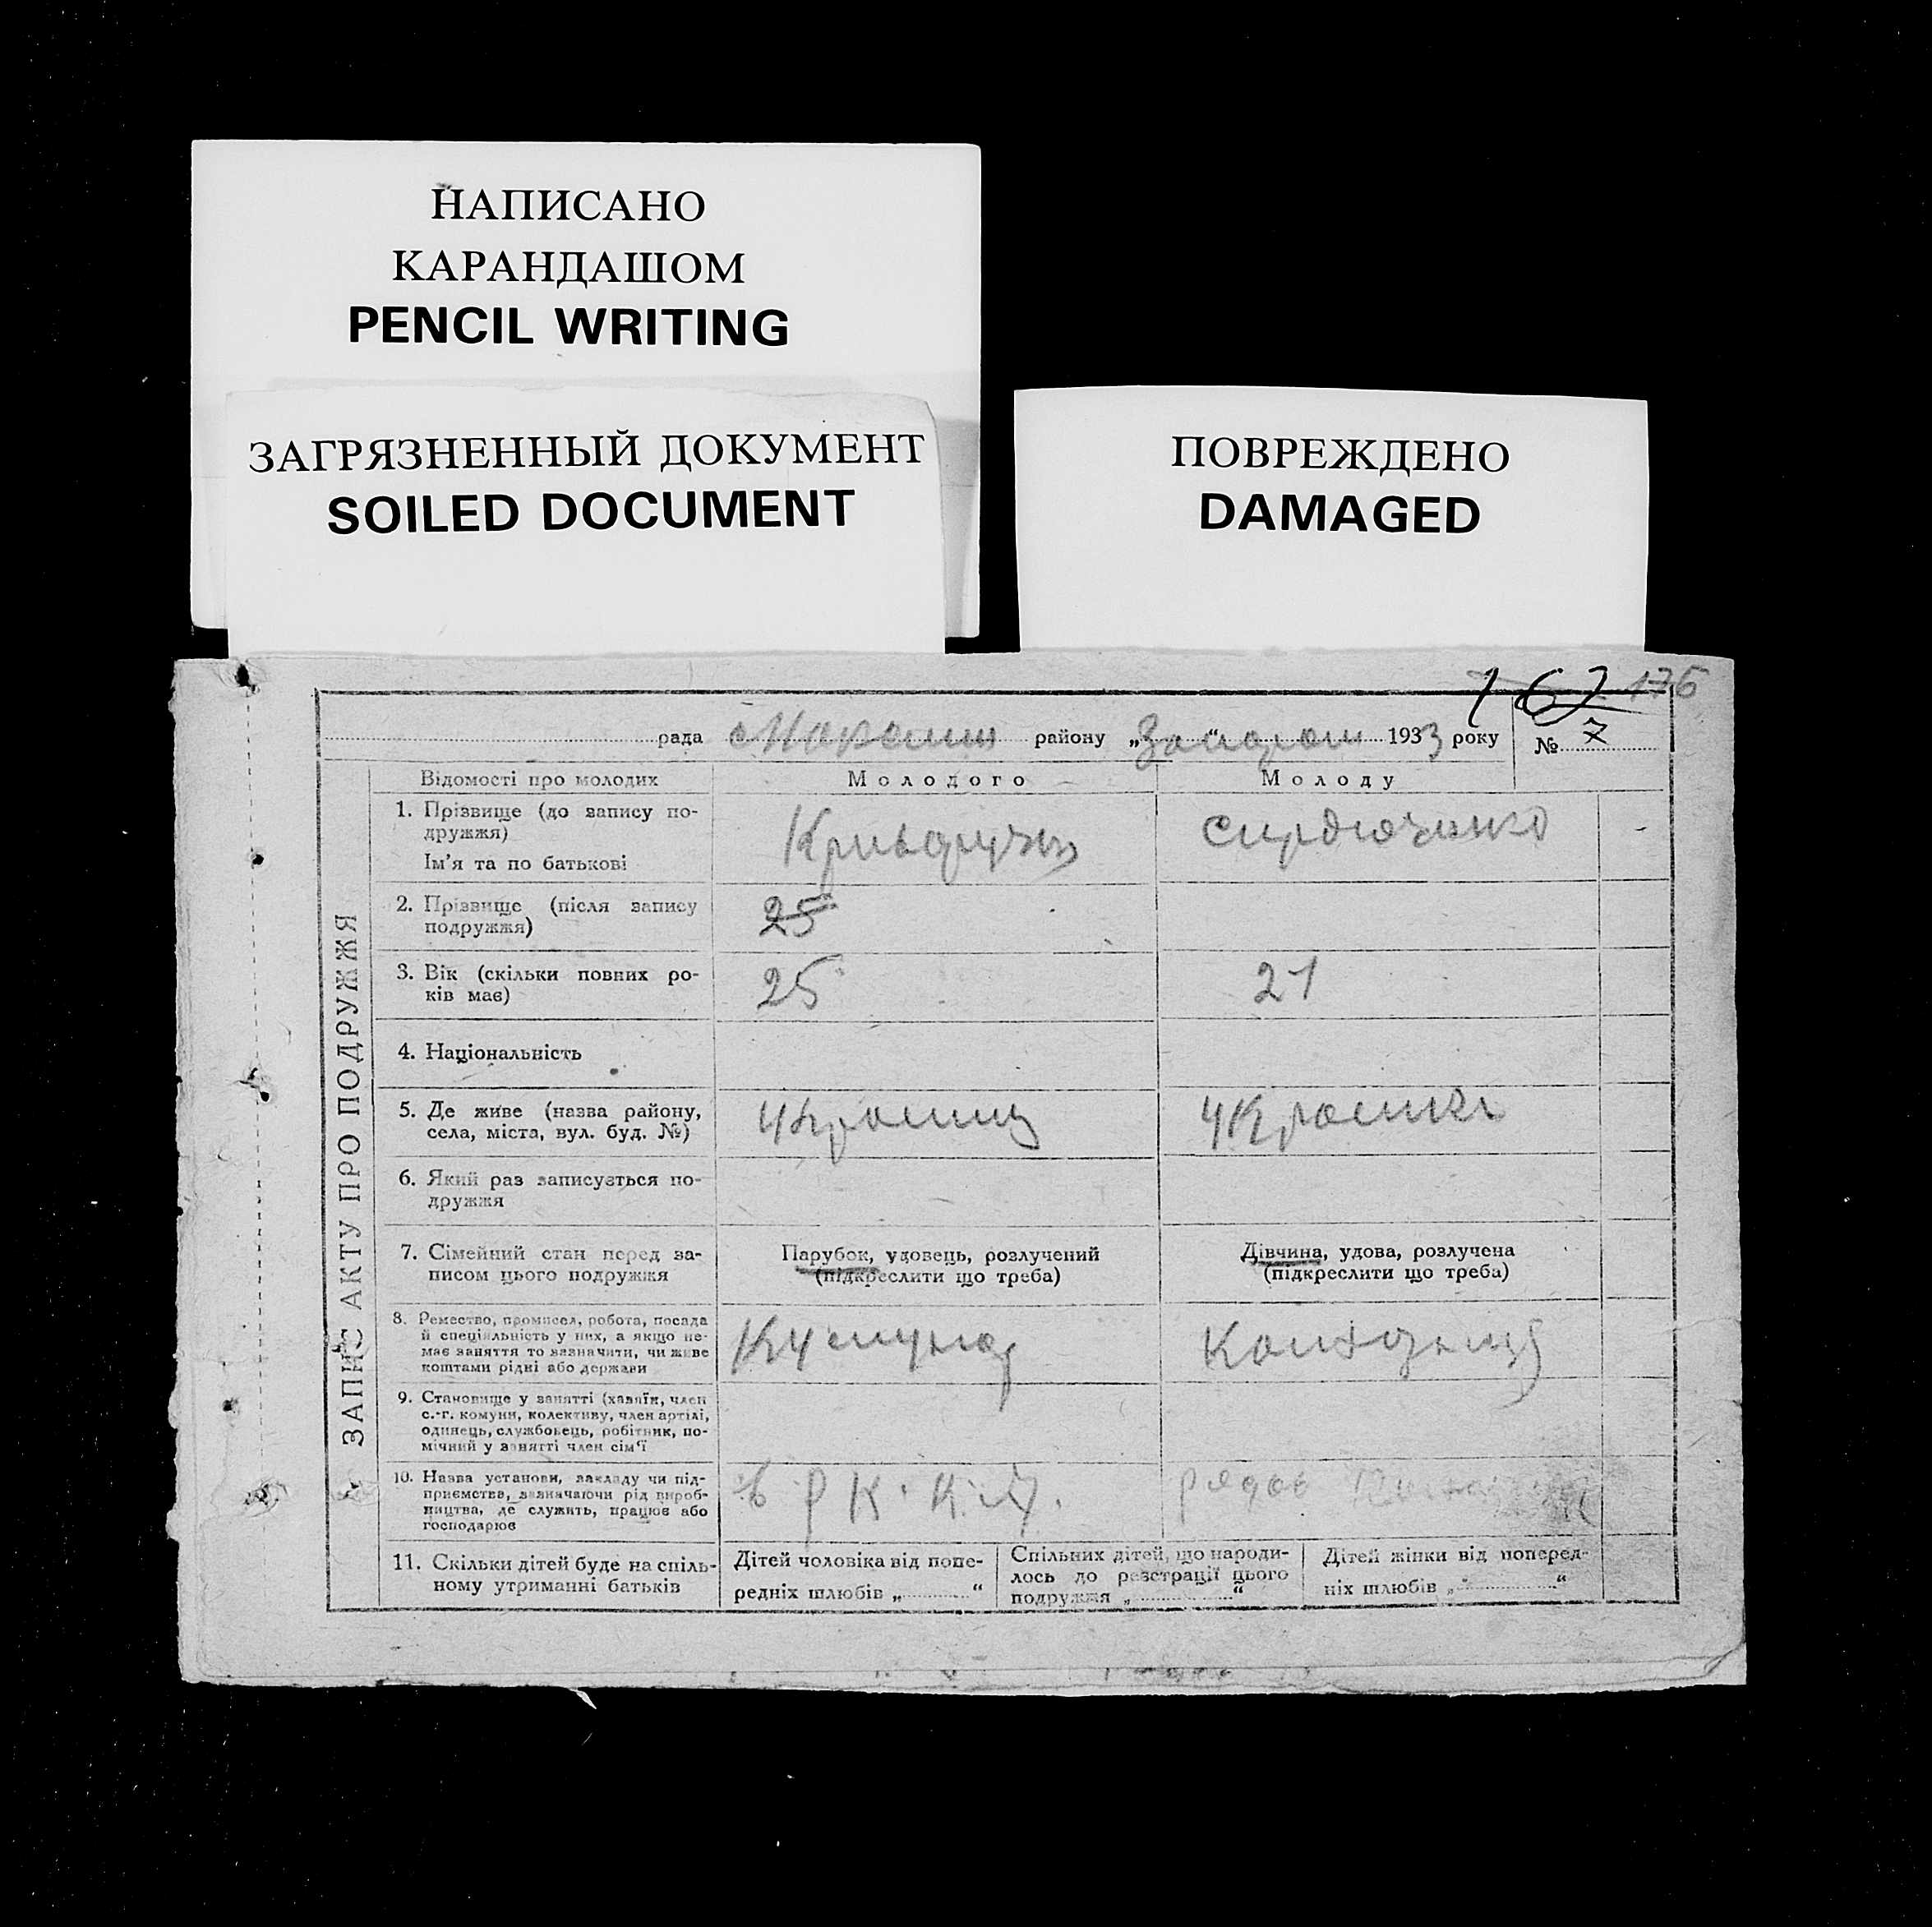 НАПИСАНО
КАРАНДАШОМ
PENCIL WRITING
ЗАГРЯЗНЕННЫЙ ДОКУМЕНТ
SOILED DOCUMENT
ПОВРЕЖДЕНО
DAMAGED
176
рада району „ “ 1933 року № 7
ЗАПИС АКТУ ПРО ПОДРУЖЖЯ
Відомості про молодих Молодого Молоду
1. Прізвище (до запису по-
дружжя)
Ім'я та по батькові
Сирдюченко
2. Прізвище (після запису
подружжя)
25
3. Вік (скільки повних ро-
ків має)
25 21
4. Національність
5. Де живе (назва району,
села, міста, вул. буд. №)
6. Який раз записується по-
дружжя
7. Сімейний стан перед за-
писом цього подружжя
Парубок, удовець, розлучений
(підкреслити що треба)
Дівчина, удова, розлучена
(підкреслити що треба)
8. Ремество, промисел, робота, посада
й спеціяльність у них, а якщо не-
має заняття то зазначити, чи живе
коштами рідні або держави
9. Становище у занятті (хазяїн, член
с.-г. комуни, колективу, член артілі,
одинець, службовець, робітник, по-
мічний у занятті член сім'ї
10. Назва установи, закладу чи під-
приємства, зазначаючи рід вироб-
ництва, де служить, працює або
господарює
в Р К. К. А.
11. Скільки дітей буде на спіль-
ному утриманні батьків
Дітей чоловіка від попе-
редніх шлюбів „ “
Спільних дітей, що народи-
лось до реєстрації цього
подружжя „ “
Дітей жінки від поперед-
ніх шлюбів „ “